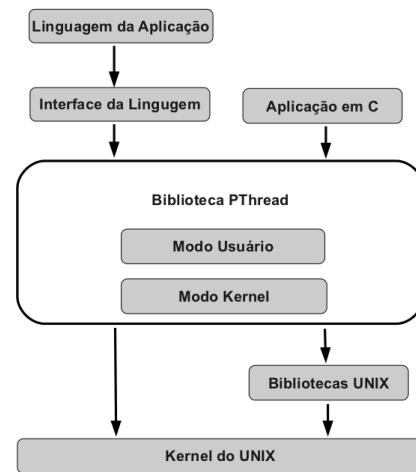 Linguagem da Aplicação
Interface da Lingugem
Aplicação em C
Biblioteca PThread
Modo Usuário
Modo Kernel
Bibliotecas UNIX
Kernel do UNIX